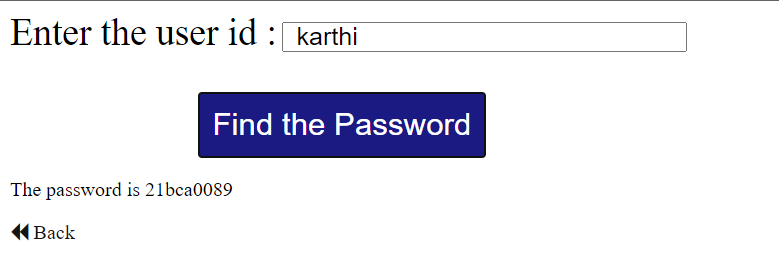 Enter the user id : karthi
Find the Password
The password is 21bca0089
Back